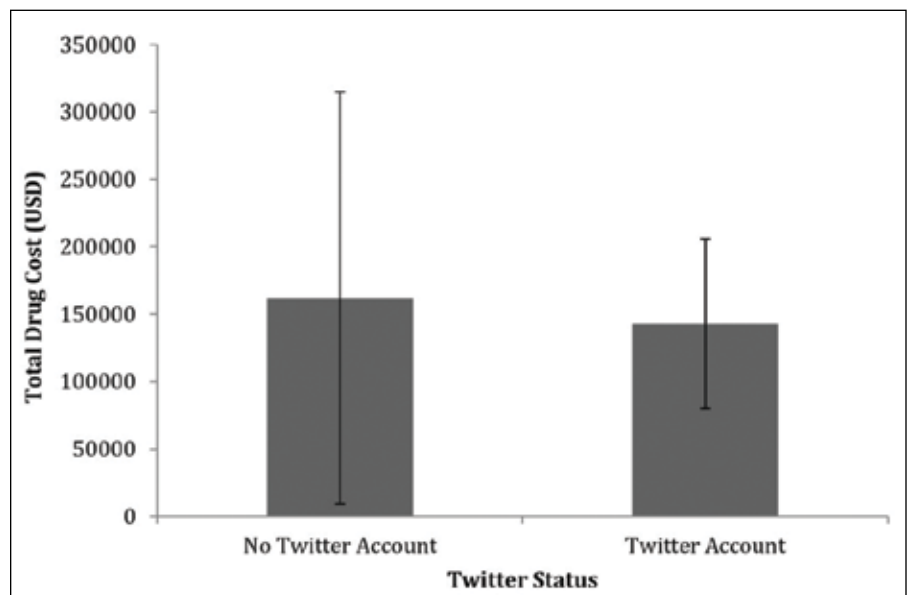 350000
300000
250000
200000
150000
100000
50000
0
Total Drug Cost (USD)
No Twitter Account
Twitter Account
Twitter Status